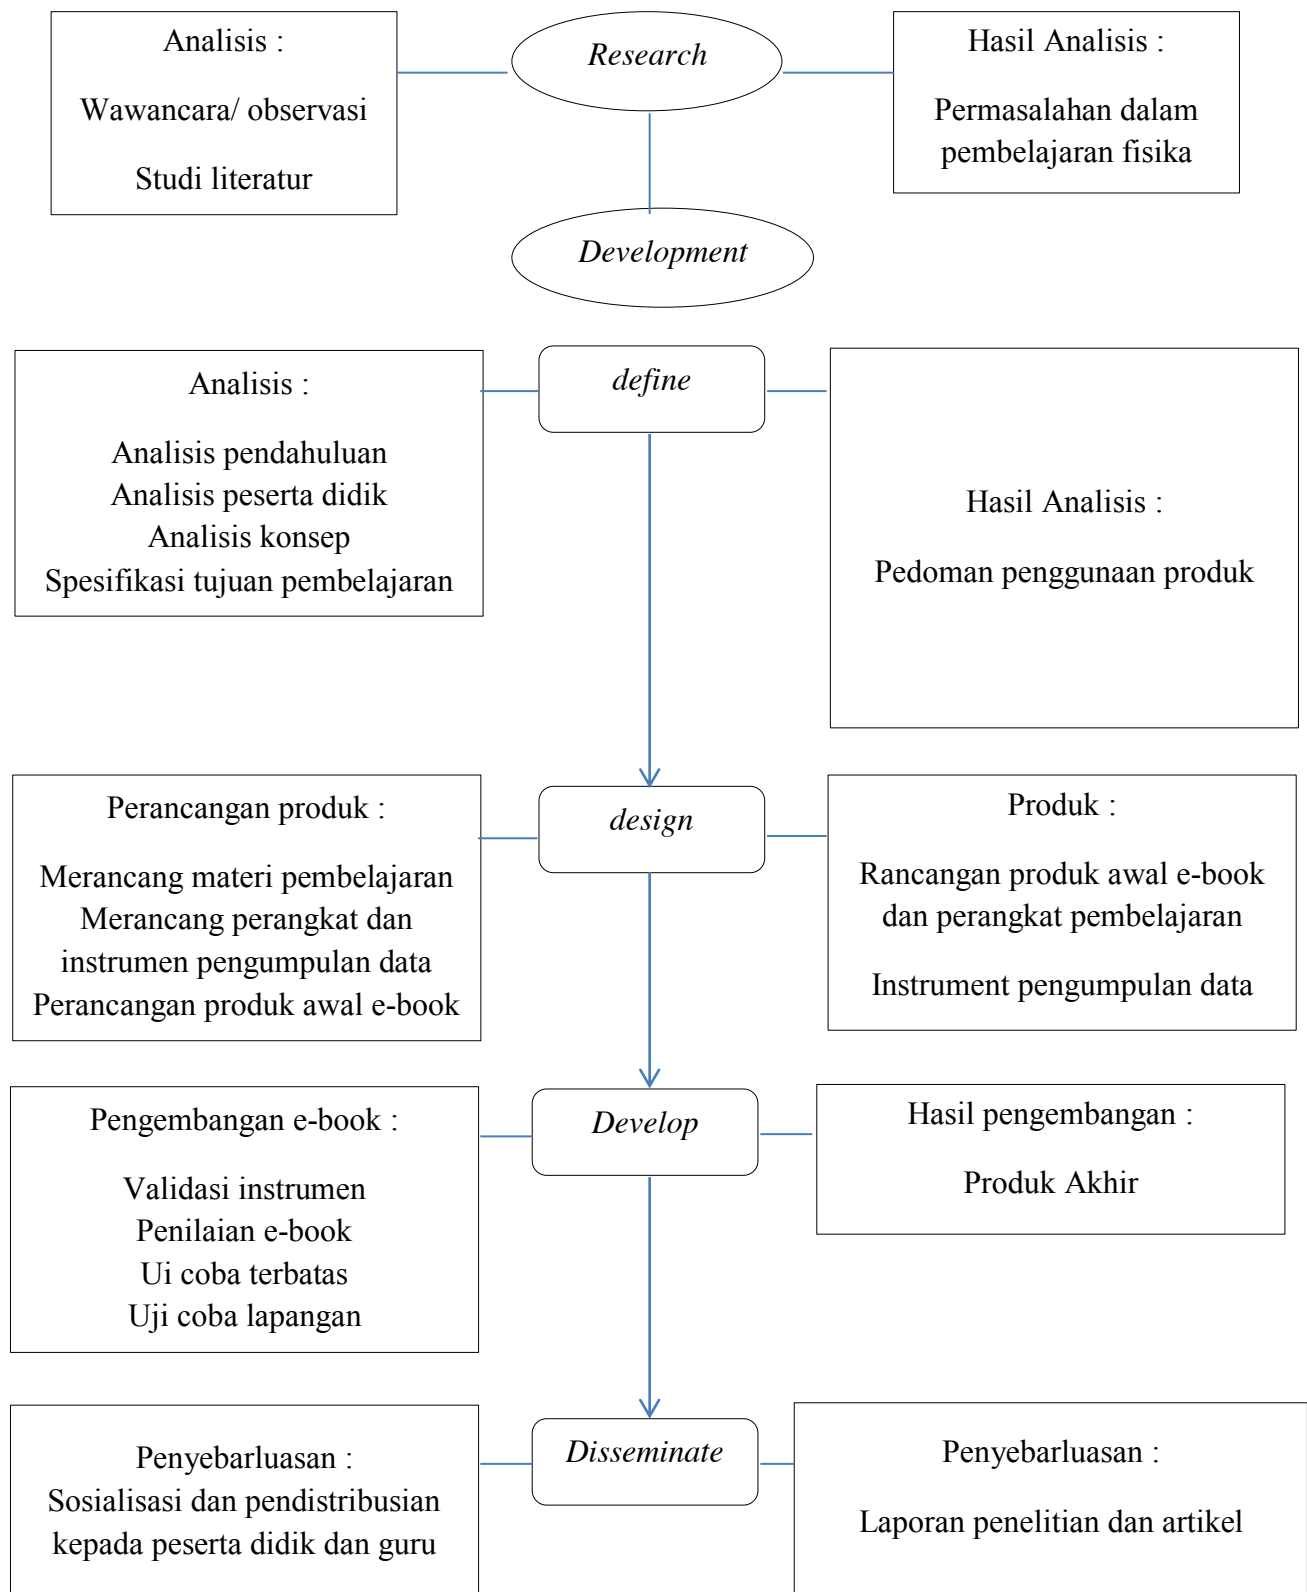 Analisis :
Wawancara/ observasi
Studi literatur
Research
Hasil Analisis :
Permasalahan dalam
pembelajaran fisika
Development
Analisis :
Analisis pendahuluan
Analisis peserta didik
Analisis konsep
Spesifikasi tujuan pembelajaran
define
Hasil Analisis :
Pedoman penggunaan produk
Perancangan produk :
Merancang materi pembelajaran
Merancang perangkat dan
instrumen pengumpulan data
Perancangan produk awal e-book
design
Produk :
Rancangan produk awal e-book
dan perangkat pembelajaran
Instrument pengumpulan data
Pengembangan e-book :
Validasi instrumen
Penilaian e-book
Ui coba terbatas
Uji coba lapangan
Develop
Hasil pengembangan :
Produk Akhir
Penyebarluasan :
Sosialisasi dan pendistribusian
kepada peserta didik dan guru
Disseminate
Penyebarluasan :
Laporan penelitian dan artikel